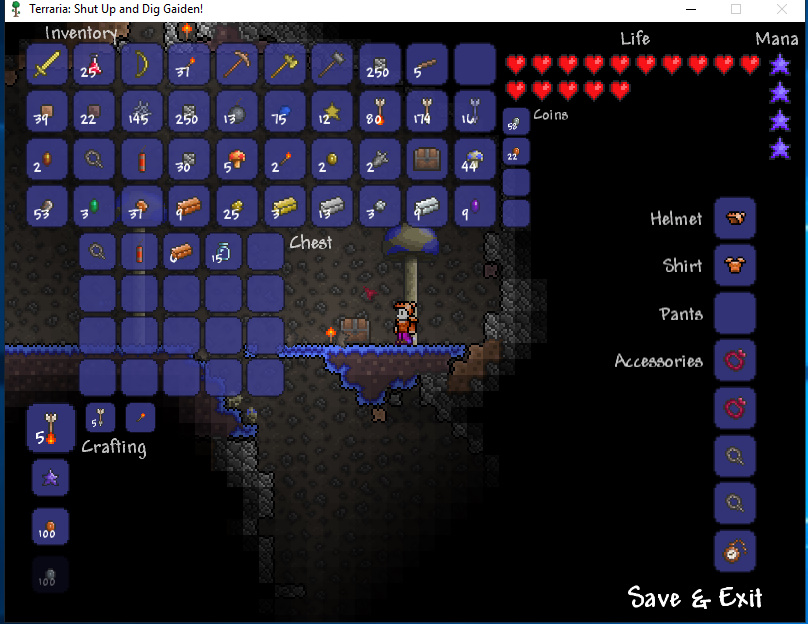 Terraria: Shut Up and Dig Gaiden!
Inventory
Life
Mana
25 37 250 5
39 22 145 250 13 75 12 80 174 16
Coins
58
22
2 30 5 2 2 2 44
53 3 37 9 25 3 13 3 9 9
Helmet
Chest
6 15
Shirt
Pants
Accessories
5
5
Crafting
100
100
Save & Exit